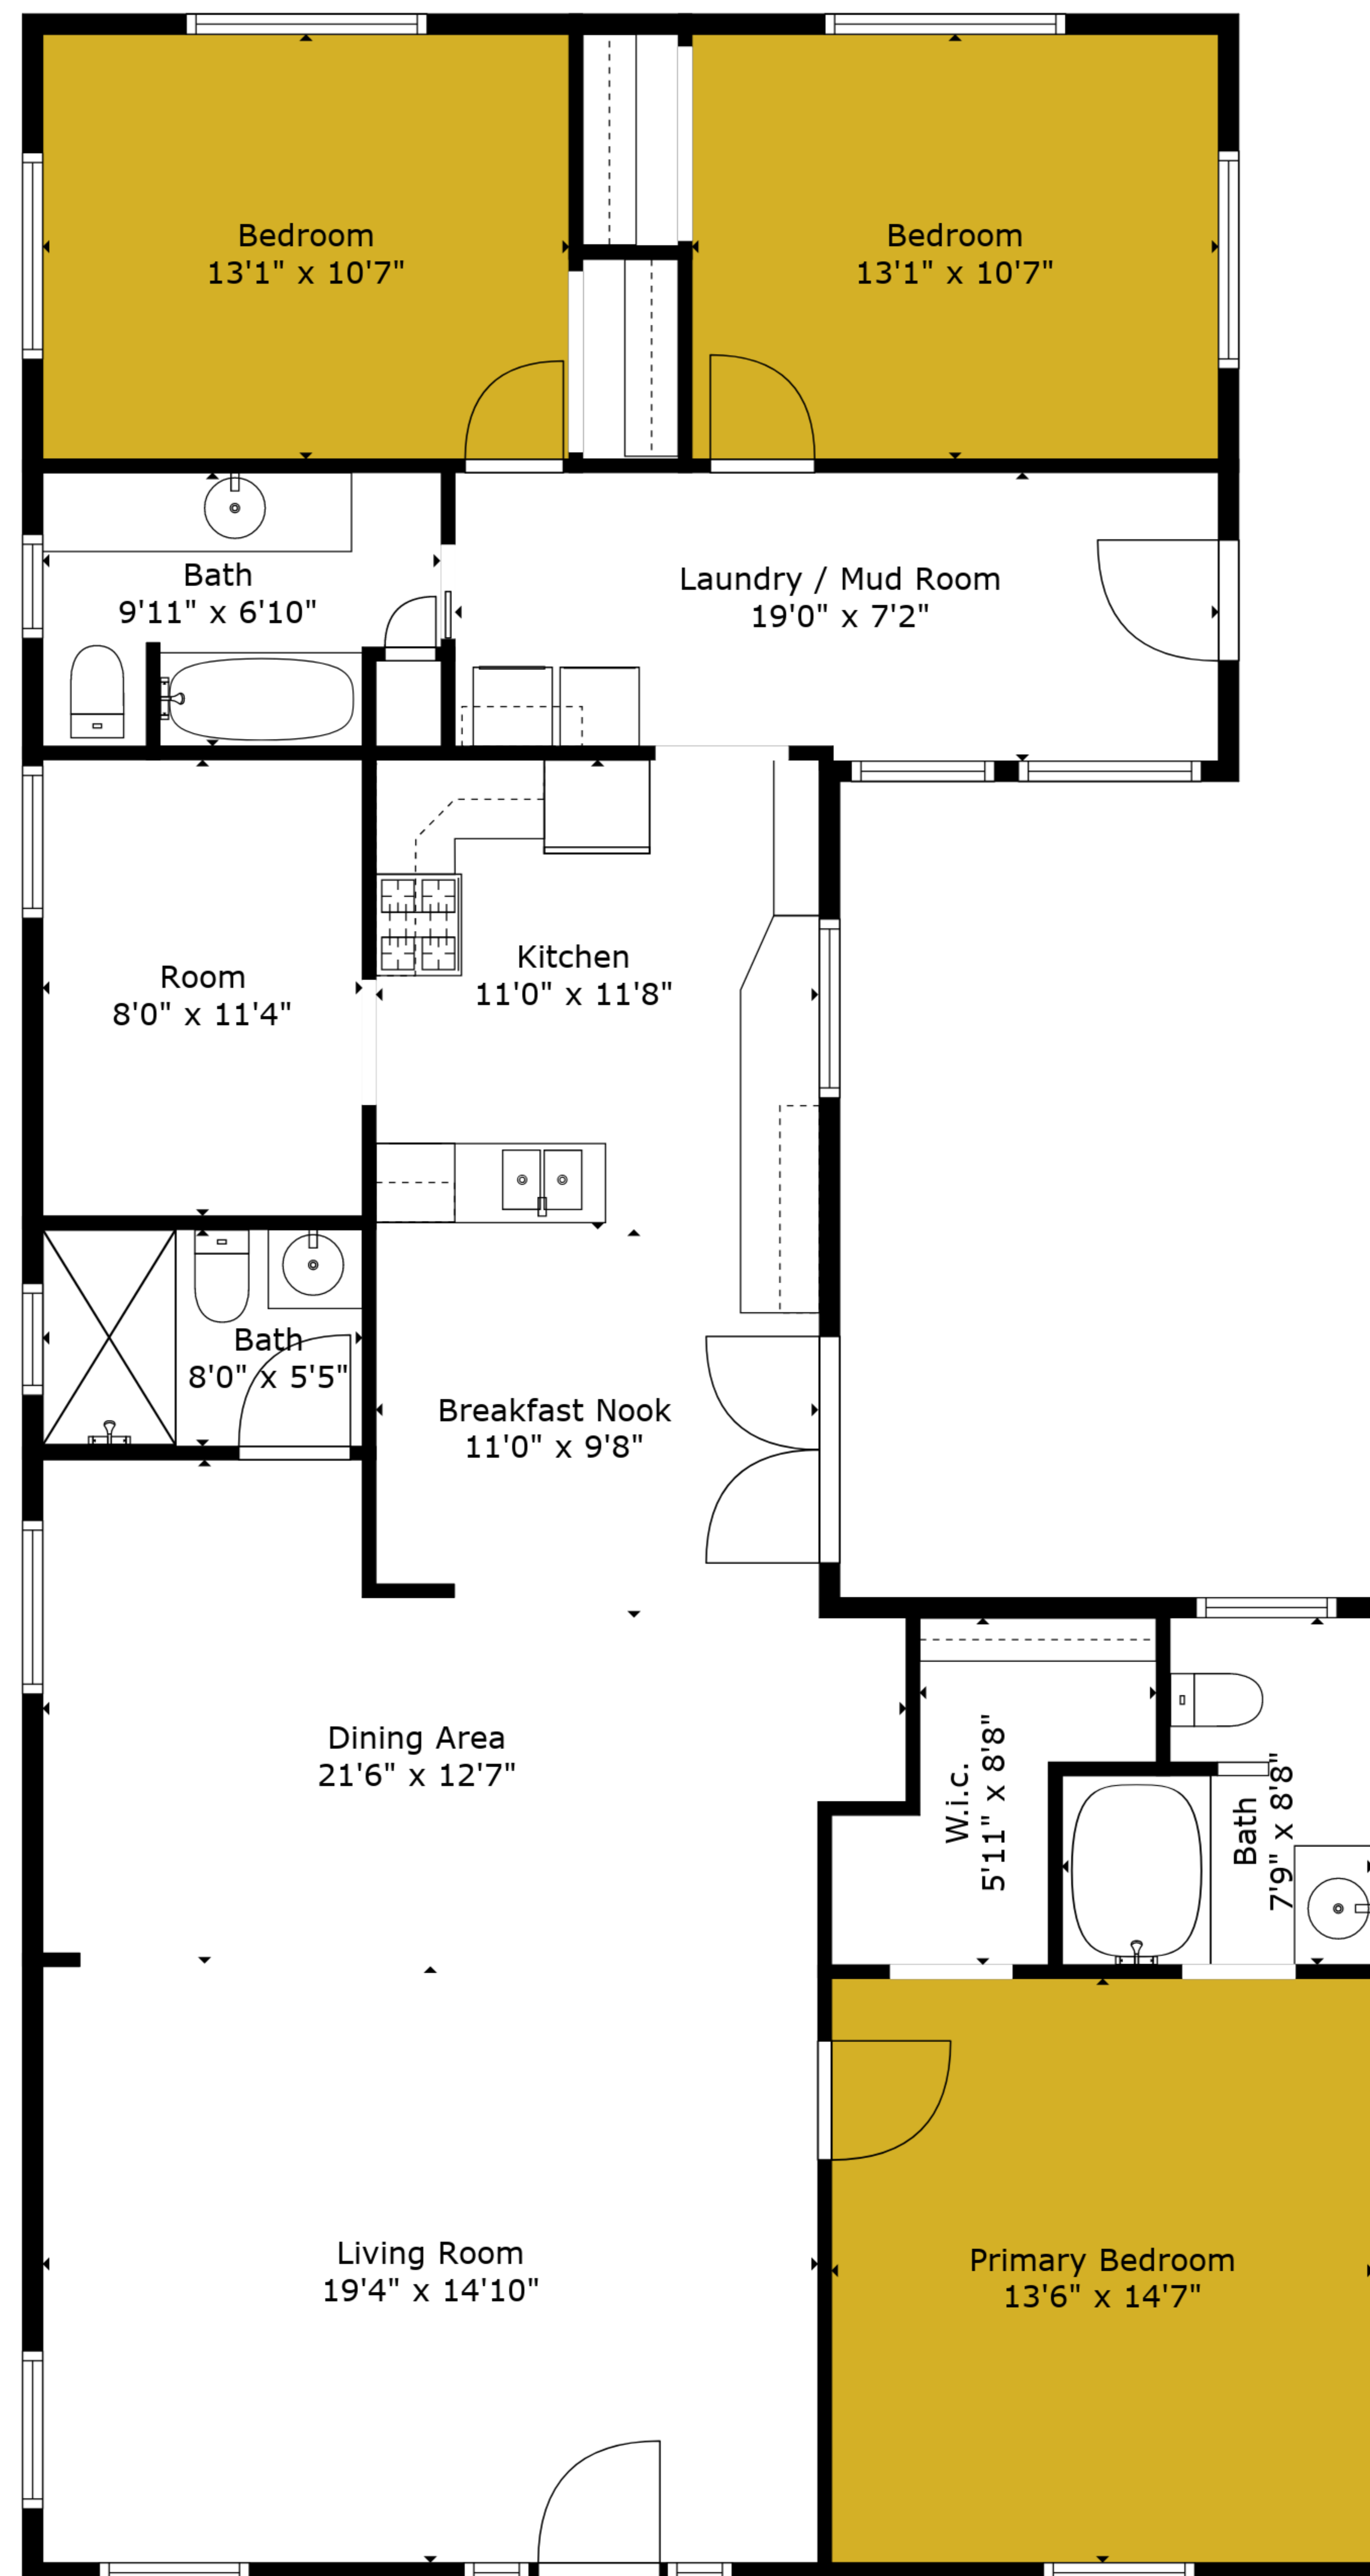 Bedroom
13'1" x 10'7"
Bedroom
13'1" x 10'7"
Bath
9'11" x 6'10"
Laundry / Mud Room
19'0" x 7'2"
Room
8'0" x 11'4"
Kitchen
11'0" x 11'8"
Bath
8'0" x 5'5"
Breakfast Nook
11'0" x 9'8"
Dining Area
21'6" x 12'7"
W.i.c.
5'11" x 8'8"
Bath
7'9" x 8'8"
Living Room
19'4" x 14'10"
Primary Bedroom
13'6" x 14'7"